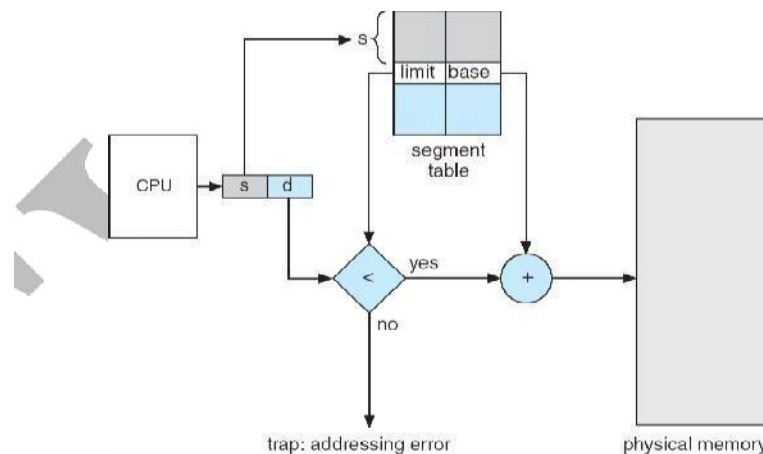 s
limit base
segment
table
CPU
s d
<
yes
+
no
trap: addressing error
physical memory